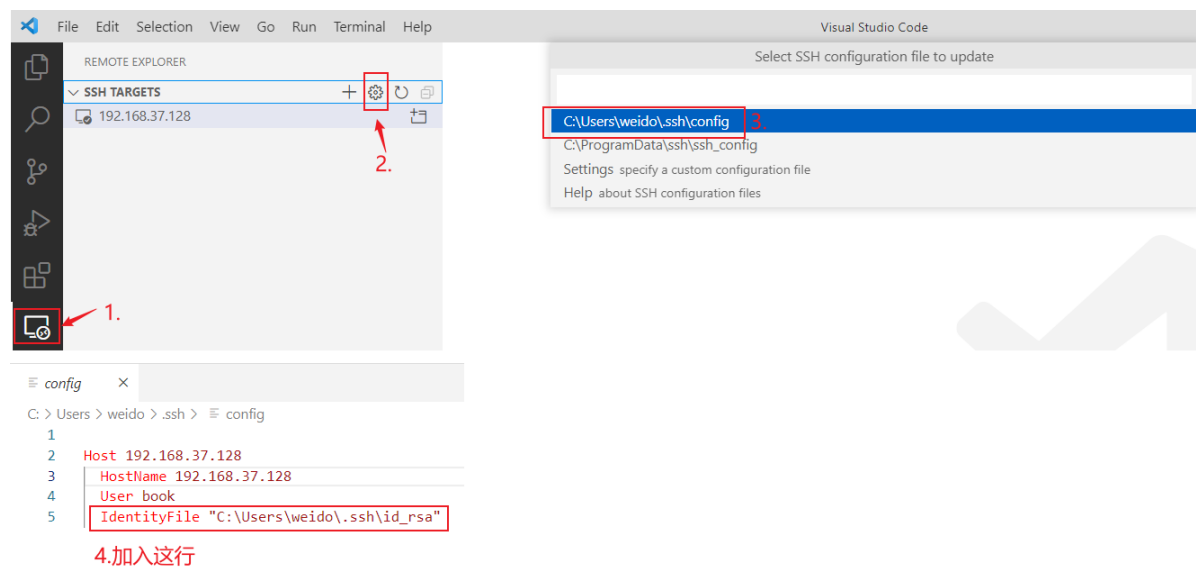 File Edit Selection View Go Run Terminal Help
Visual Studio Code
REMOTE EXPLORER
SSH TARGETS
192.168.37.128
2.
1.
Select SSH configuration file to update
C:\Users\weido\.ssh\config 3.
C:\ProgramData\ssh\ssh_config
Settings specify a custom configuration file
Help about SSH configuration files
config
C: > Users > weido > .ssh > config
1
2 Host 192.168.37.128
3 HostName 192.168.37.128
4 User book
5 IdentityFile "C:\Users\weido\.ssh\id_rsa"
4.加入这行